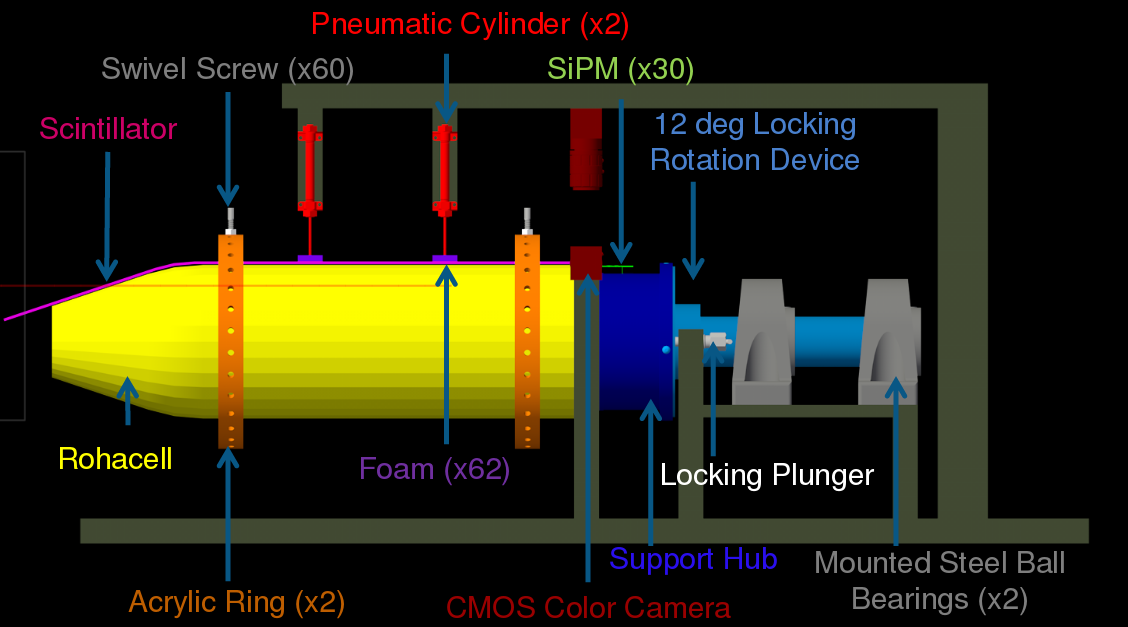 Pneumatic Cylinder (x2)
Swivel Screw (x60)
SiPM (x30)
Scintillator
12 deg Locking
Rotation Device
Rohacell
Foam (x62)
Locking Plunger
Support Hub
Mounted Steel Ball
Bearings (x2)
Acrylic Ring (x2)
CMOS Color Camera